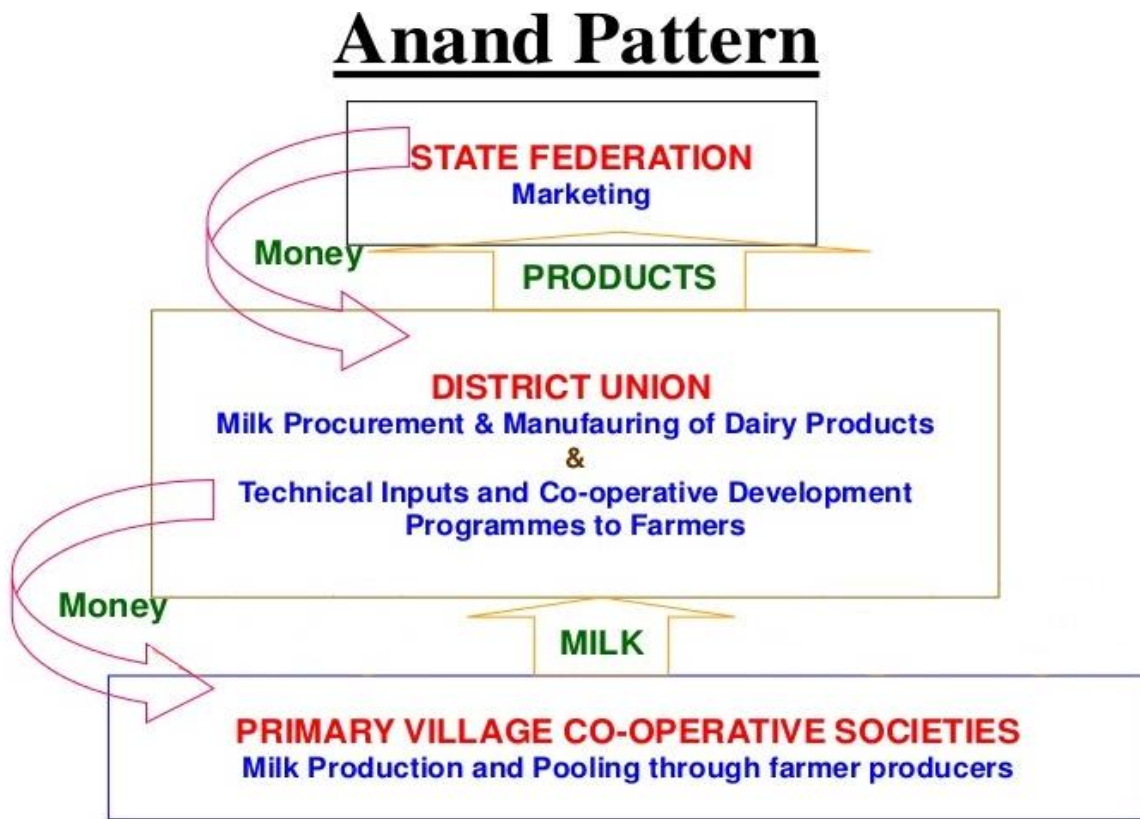 Anand Pattern
STATE FEDERATION
Marketing
Money
PRODUCTS
DISTRICT UNION
Milk Procurement & Manufauring of Dairy Products
&
Technical Inputs and Co-operative Development
Programmes to Farmers
Money
MILK
PRIMARY VILLAGE CO-OPERATIVE SOCIETIES
Milk Production and Pooling through farmer producers